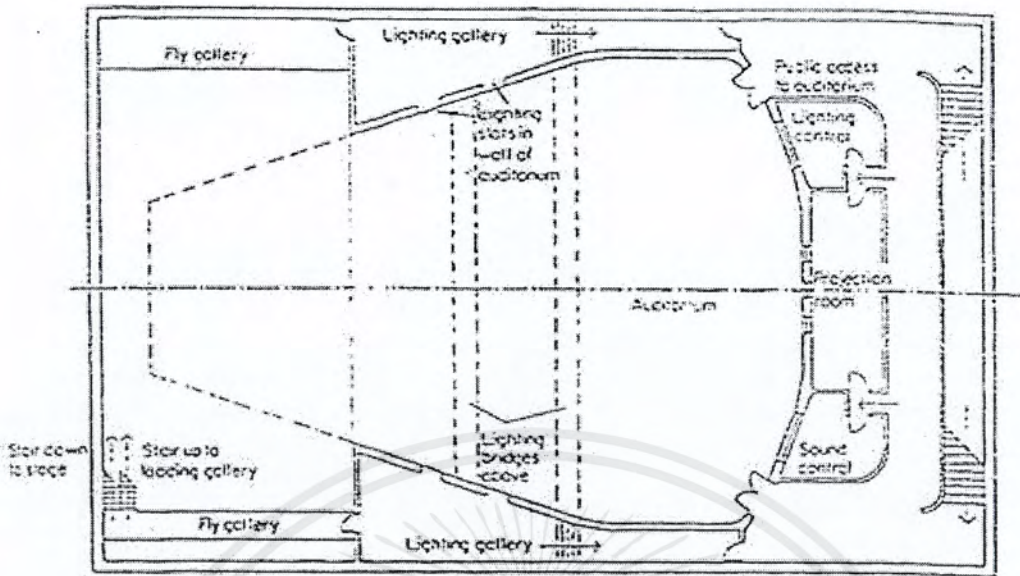 Lighting gallery
Fly gallery
Public access
to auditorium
Lighting
control
Lighting
slots in
wall of
auditorium
Auditorium
Projection
room
Stair down
to stage
Stair up to
loading gallery
Lighting
bridges
above
Sound
control
Fly gallery
Lighting gallery